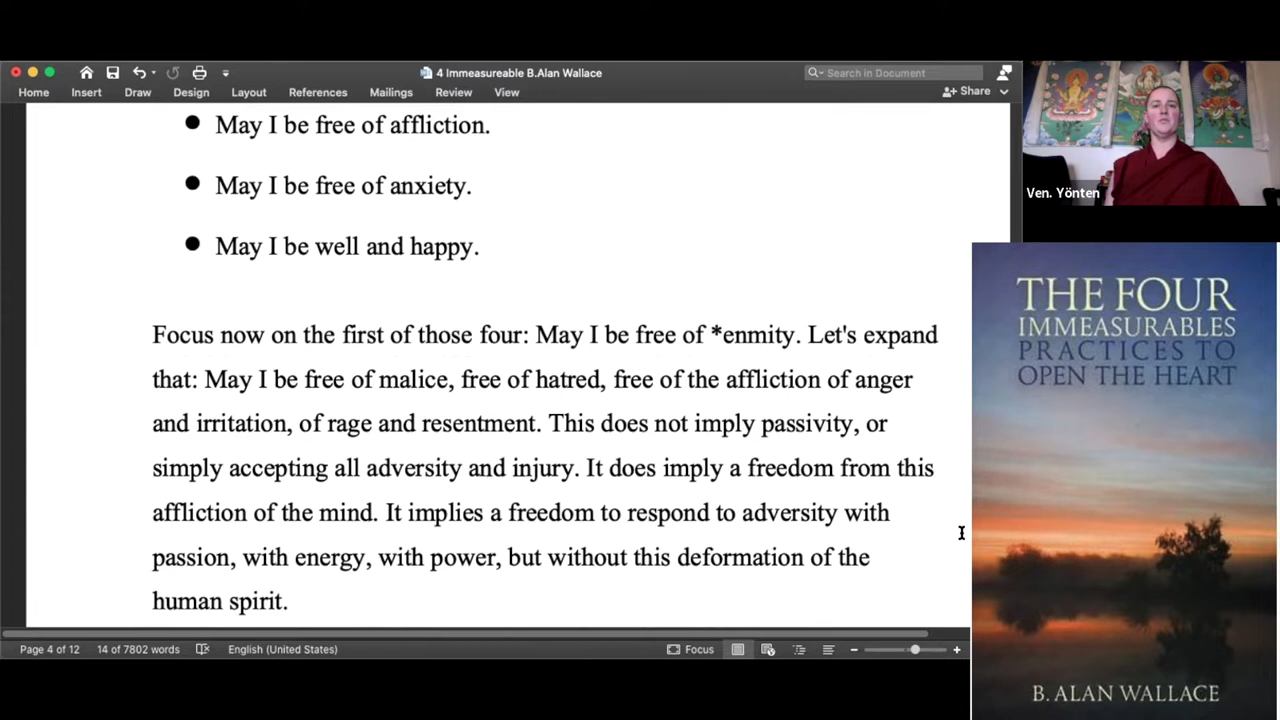 4 Immeasureable B.Alan Wallace
Search in Document
Home Insert Draw Design Layout References Mailings Review View
Share
● May I be free of affliction.
● May I be free of anxiety.
● May I be well and happy.
Focus now on the first of those four: May I be free of *enmity. Let's expand
that: May I be free of malice, free of hatred, free of the affliction of anger
and irritation, of rage and resentment. This does not imply passivity, or
simply accepting all adversity and injury. It does imply a freedom from this
affliction of the mind. It implies a freedom to respond to adversity with
passion, with energy, with power, but without this deformation of the
human spirit.
Page 4 of 12 14 of 7802 words English (United States) Focus
Ven. Yönten
THE FOUR
IMMEASURABLES
PRACTICES TO
OPEN THE HEART
B. ALAN WALLACE